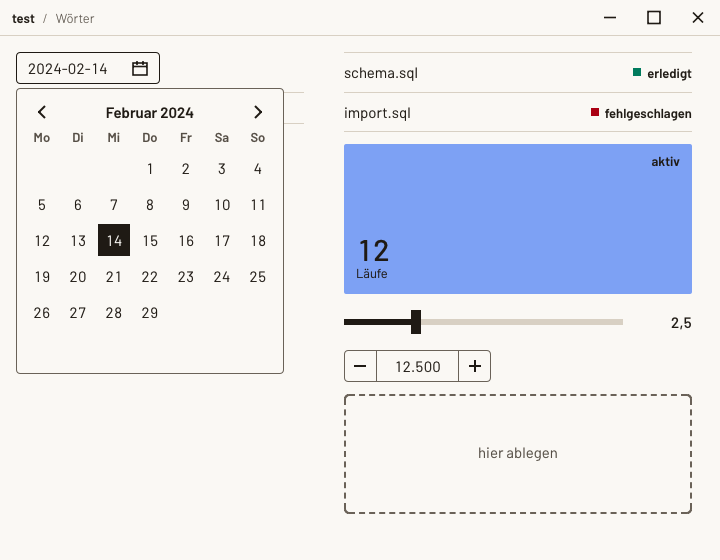 test / Wörter
2024-02-14
Februar 2024
Mo Di Mi Do Fr Sa So
1 2 3 4
5 6 7 8 9 10 11
12 13 14 15 16 17 18
19 20 21 22 23 24 25
26 27 28 29
schema.sql erledigt
import.sql fehlgeschlagen
aktiv
12
Läufe
2,5
12.500
hier ablegen